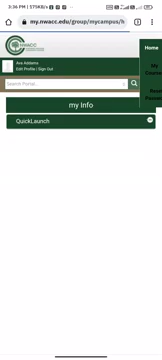 3:36 PM | 575KB/s
my.nwacc.edu/group/mycampus/h
NWACC
Home
Ava Addams
Edit Profile | Sign Out
My
Search Portal...
my Info
QuickLaunch